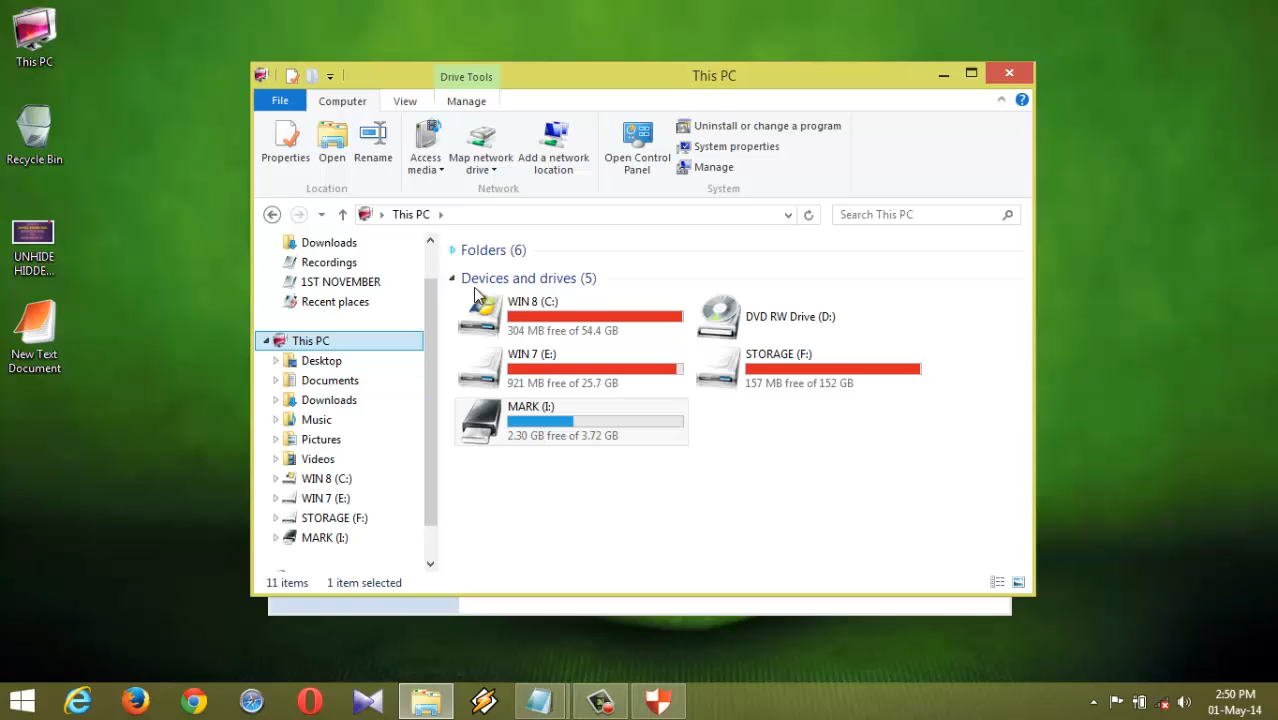 This PC
Recycle Bin
UNHIDE
HIDDE...
New Text
Document
Drive Tools
This PC
File
Computer
View
Manage
Properties
Open
Rename
Access
media
Map network
drive
Add a network
location
Open Control
Panel
Uninstall or change a program
System properties
Manage
Location
Network
System
This PC
Search This PC
Downloads
Recordings
1ST NOVEMBER
Recent places
This PC
Desktop
Documents
Downloads
Music
Pictures
Videos
WIN 8 (C:)
WIN 7 (E:)
STORAGE (F:)
MARK (I:)
Folders (6)
Devices and drives (5)
WIN 8 (C:)
304 MB free of 54.4 GB
DVD RW Drive (D:)
WIN 7 (E:)
921 MB free of 25.7 GB
STORAGE (F:)
157 MB free of 152 GB
MARK (I:)
2.30 GB free of 3.72 GB
11 items
1 item selected
2:50 PM
01-May-14